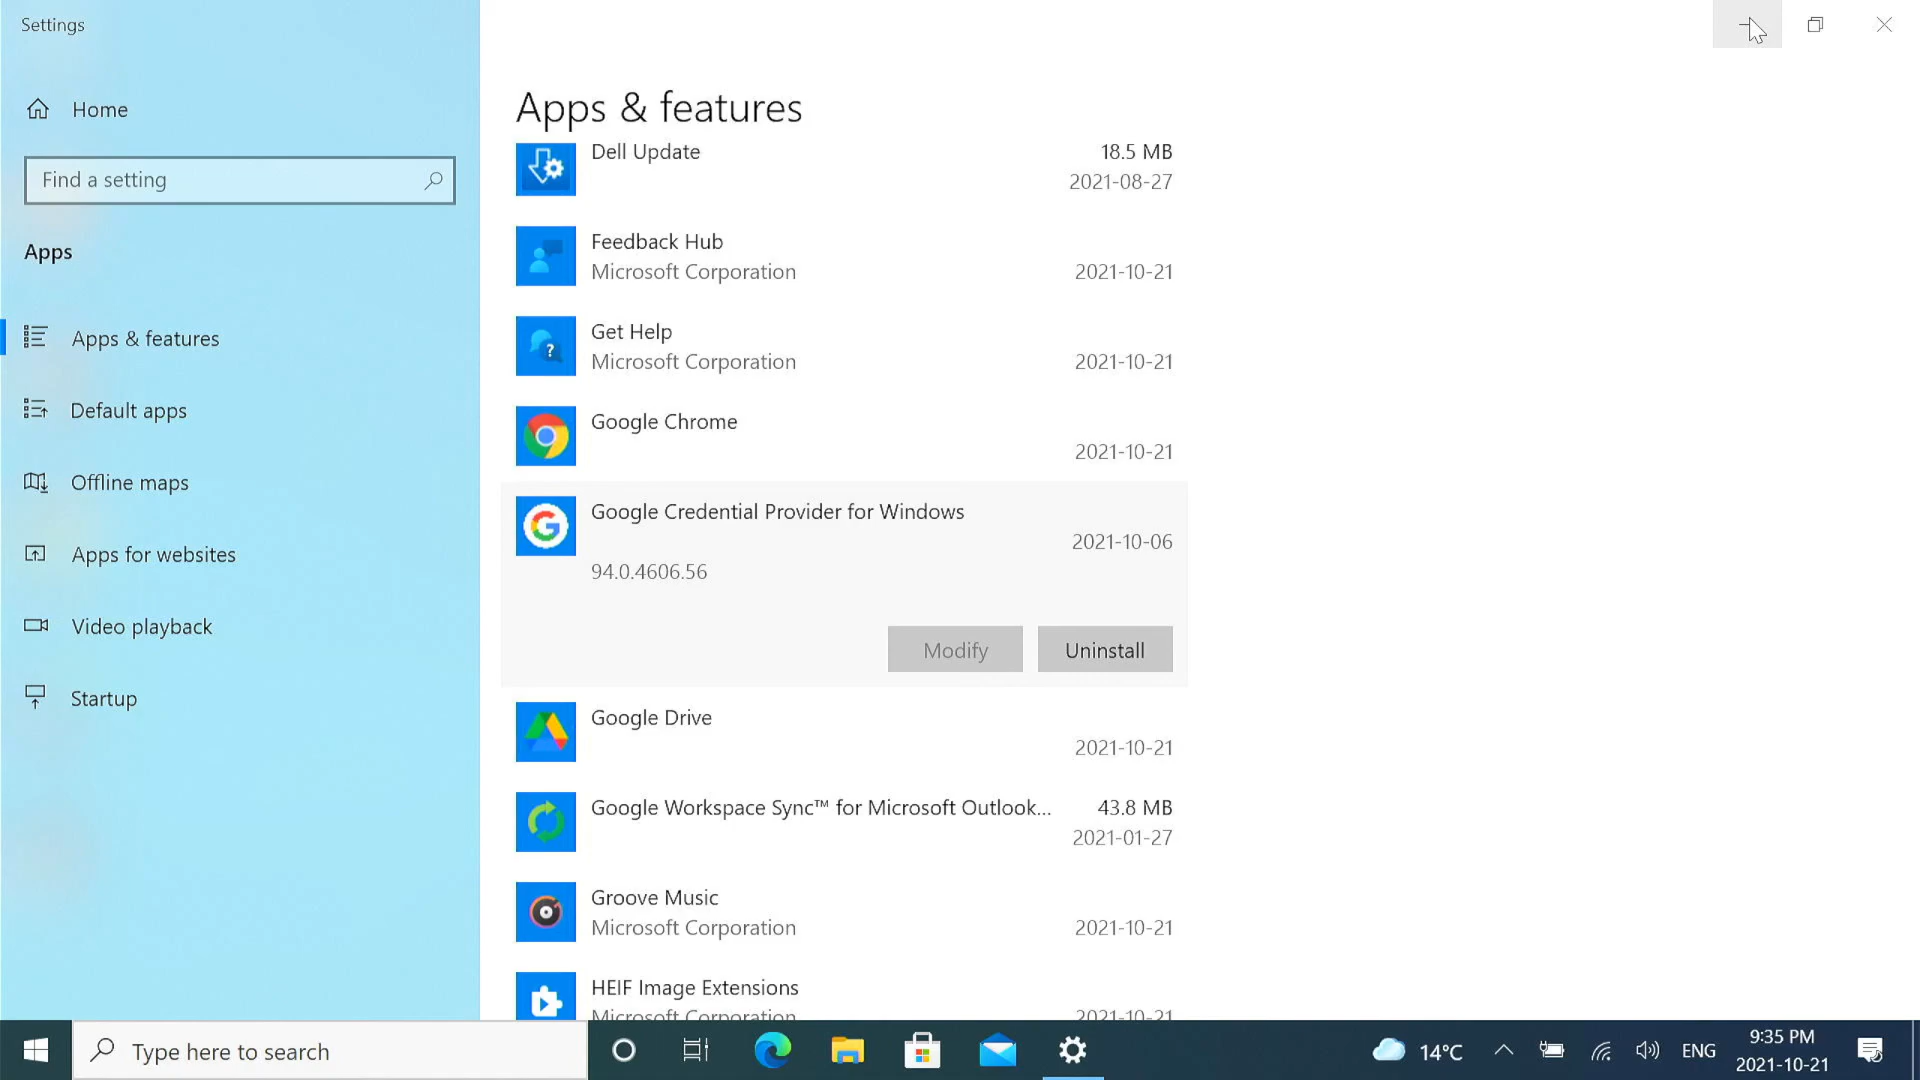 Settings
Home
Find a setting
Apps
Apps & features
Default apps
Offline maps
Apps for websites
Video playback
Startup
Apps & features
Dell Update 18.5 MB
2021-08-27
Feedback Hub
Microsoft Corporation 2021-10-21
Get Help
Microsoft Corporation 2021-10-21
Google Chrome
2021-10-21
Google Credential Provider for Windows
2021-10-06
94.0.4606.56
Modify Uninstall
Google Drive
2021-10-21
Google Workspace Sync™ for Microsoft Outlook... 43.8 MB
2021-01-27
Groove Music
Microsoft Corporation 2021-10-21
HEIF Image Extensions
Microsoft Corporation 2021-10-21
Type here to search
14°C ENG 9:35 PM
2021-10-21